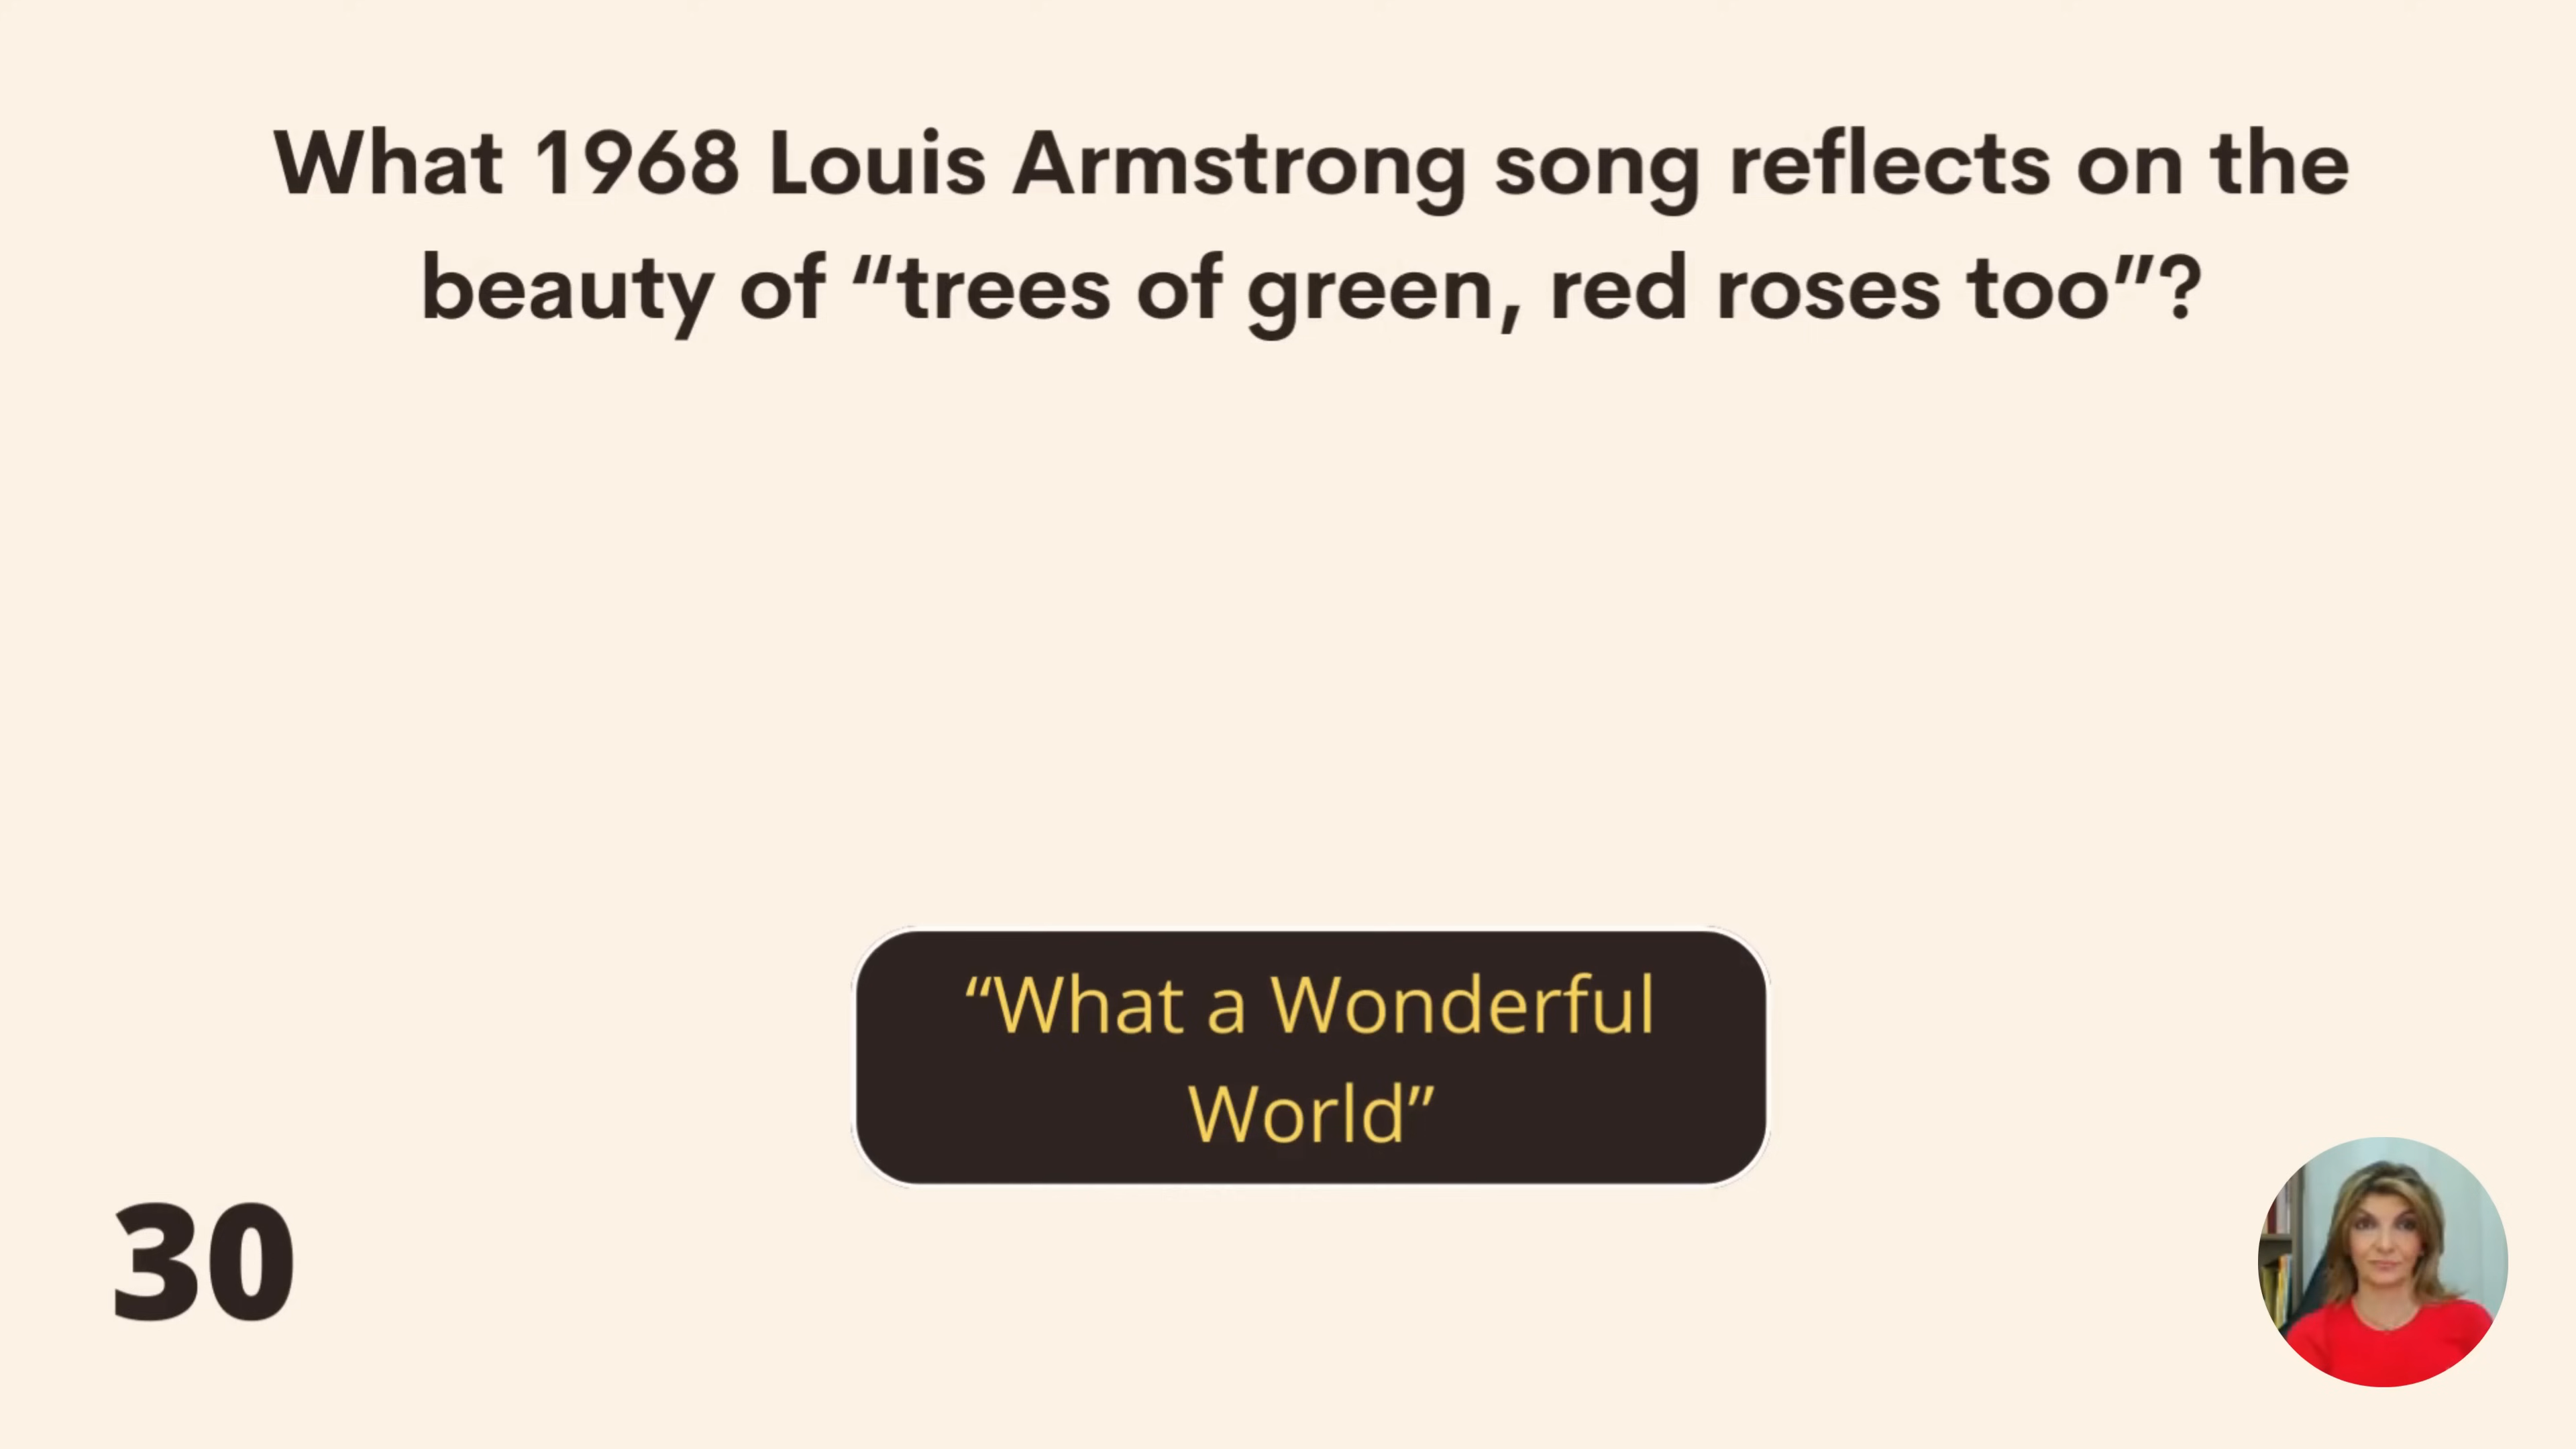 What 1968 Louis Armstrong song reflects on the
beauty of “trees of green, red roses too”?
“What a Wonderful
World”
30